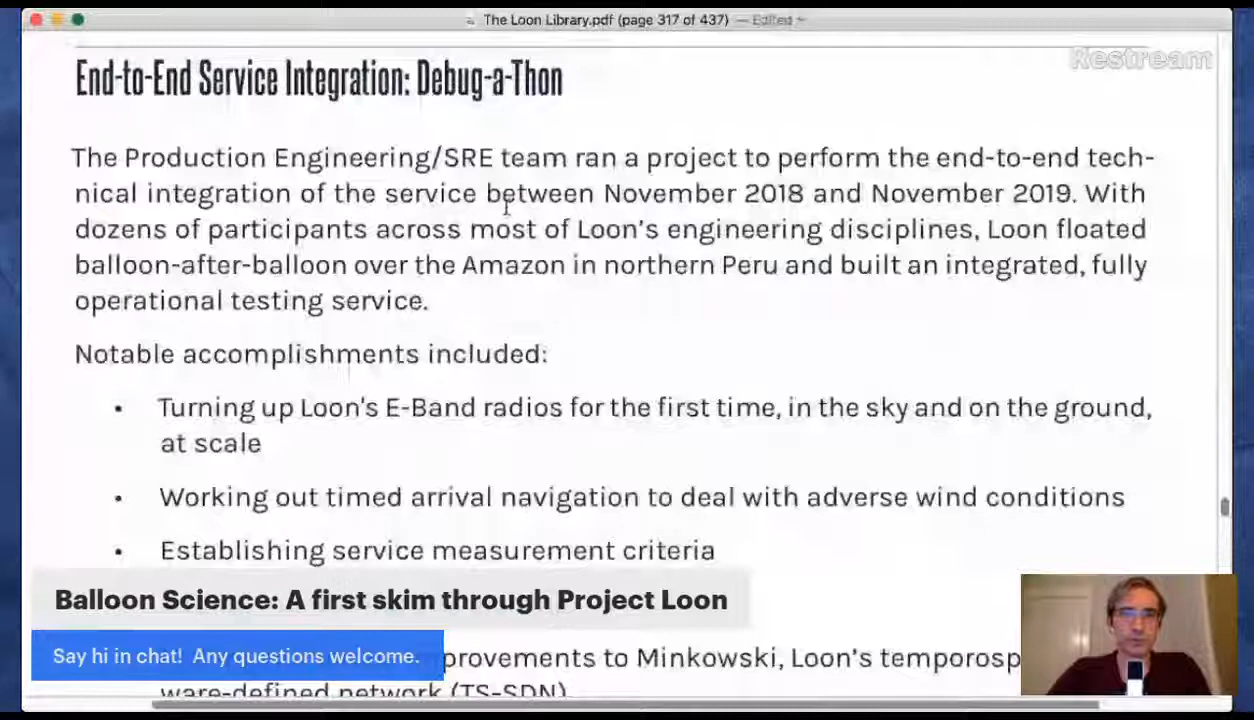 The Loon Library.pdf (page 317 of 437) — Edited
Restream
End-to-End Service Integration: Debug-a-Thon
The Production Engineering/SRE team ran a project to perform the end-to-end tech-
nical integration of the service between November 2018 and November 2019. With
dozens of participants across most of Loon's engineering disciplines, Loon floated
balloon-after-balloon over the Amazon in northern Peru and built an integrated, fully
operational testing service.
Notable accomplishments included:
• Turning up Loon's E-Band radios for the first time, in the sky and on the ground,
at scale
• Working out timed arrival navigation to deal with adverse wind conditions
• Establishing service measurement criteria
Balloon Science: A first skim through Project Loon
Say hi in chat! Any questions welcome.
to Minkowski, Loon's
ware-defined network (TS-SDN)